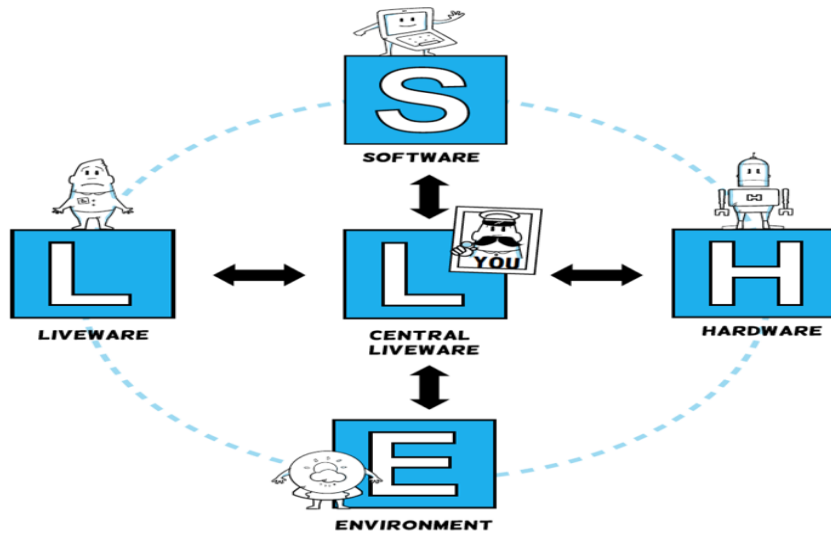 S
SOFTWARE
L
LIVEWARE
L
YOU
CENTRAL
LIVEWARE
H
H
HARDWARE
E
ENVIRONMENT